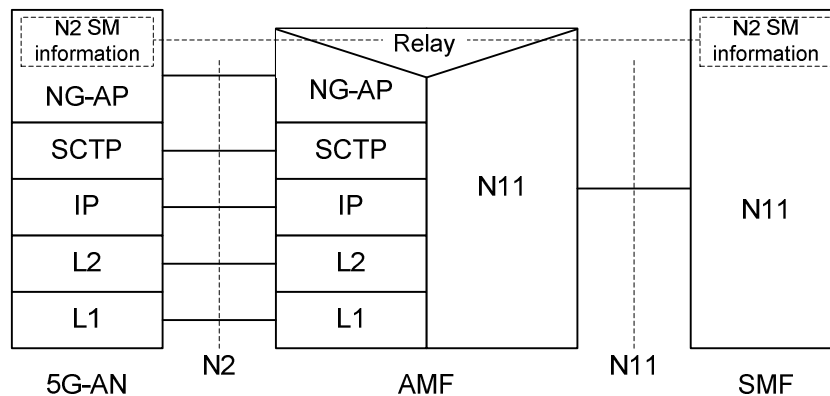 N2 SM
information
Relay
N2 SM
information
NG-AP
NG-AP
SCTP
SCTP
N11
IP
IP
N11
L2
L2
L1
L1
N2
N11
5G-AN
AMF
SMF